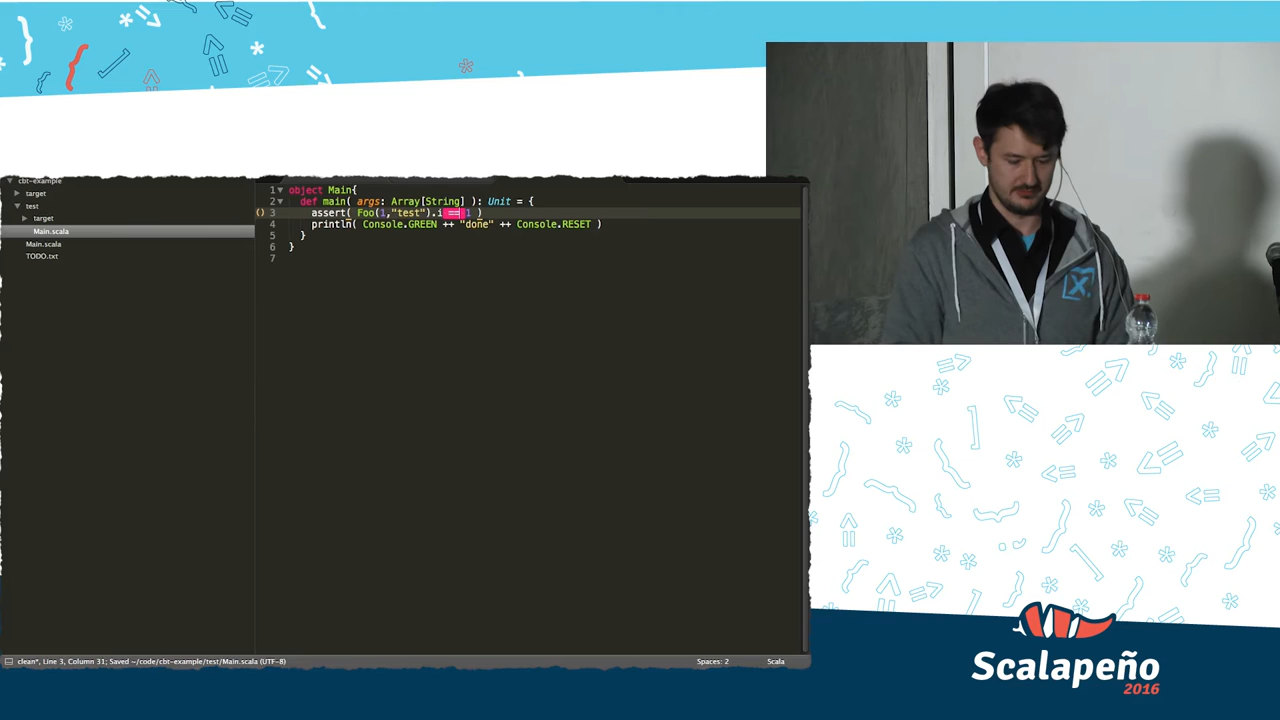 cbt-example
target
test
target
Main.scala
Main.scala
TODO.txt
1 object Main{
2 def main( args: Array[String] ): Unit = {
3 assert( Foo(1,"test").i == 1 )
4 println( Console.GREEN ++ "done" ++ Console.RESET )
5 }
6 }
7
clean*, Line 3, Column 31; Saved ~/code/cbt-example/test/Main.scala (UTF-8)
Spaces: 2
Scala
X
Scalapeño
2016